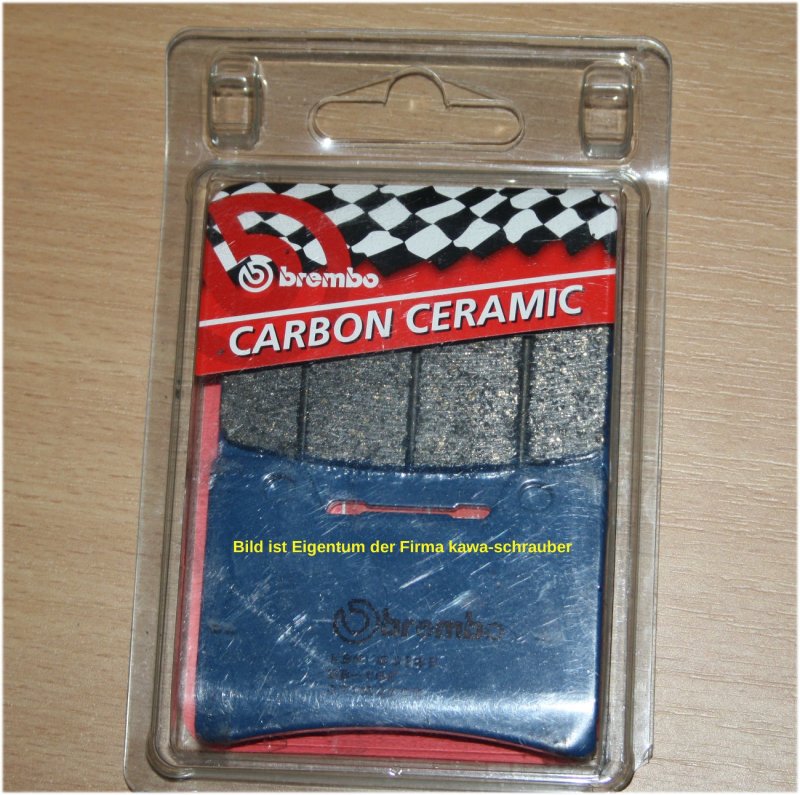 brembo
CARBON CERAMIC
Bild ist Eigentum der Firma kawa-schrauber
brembo